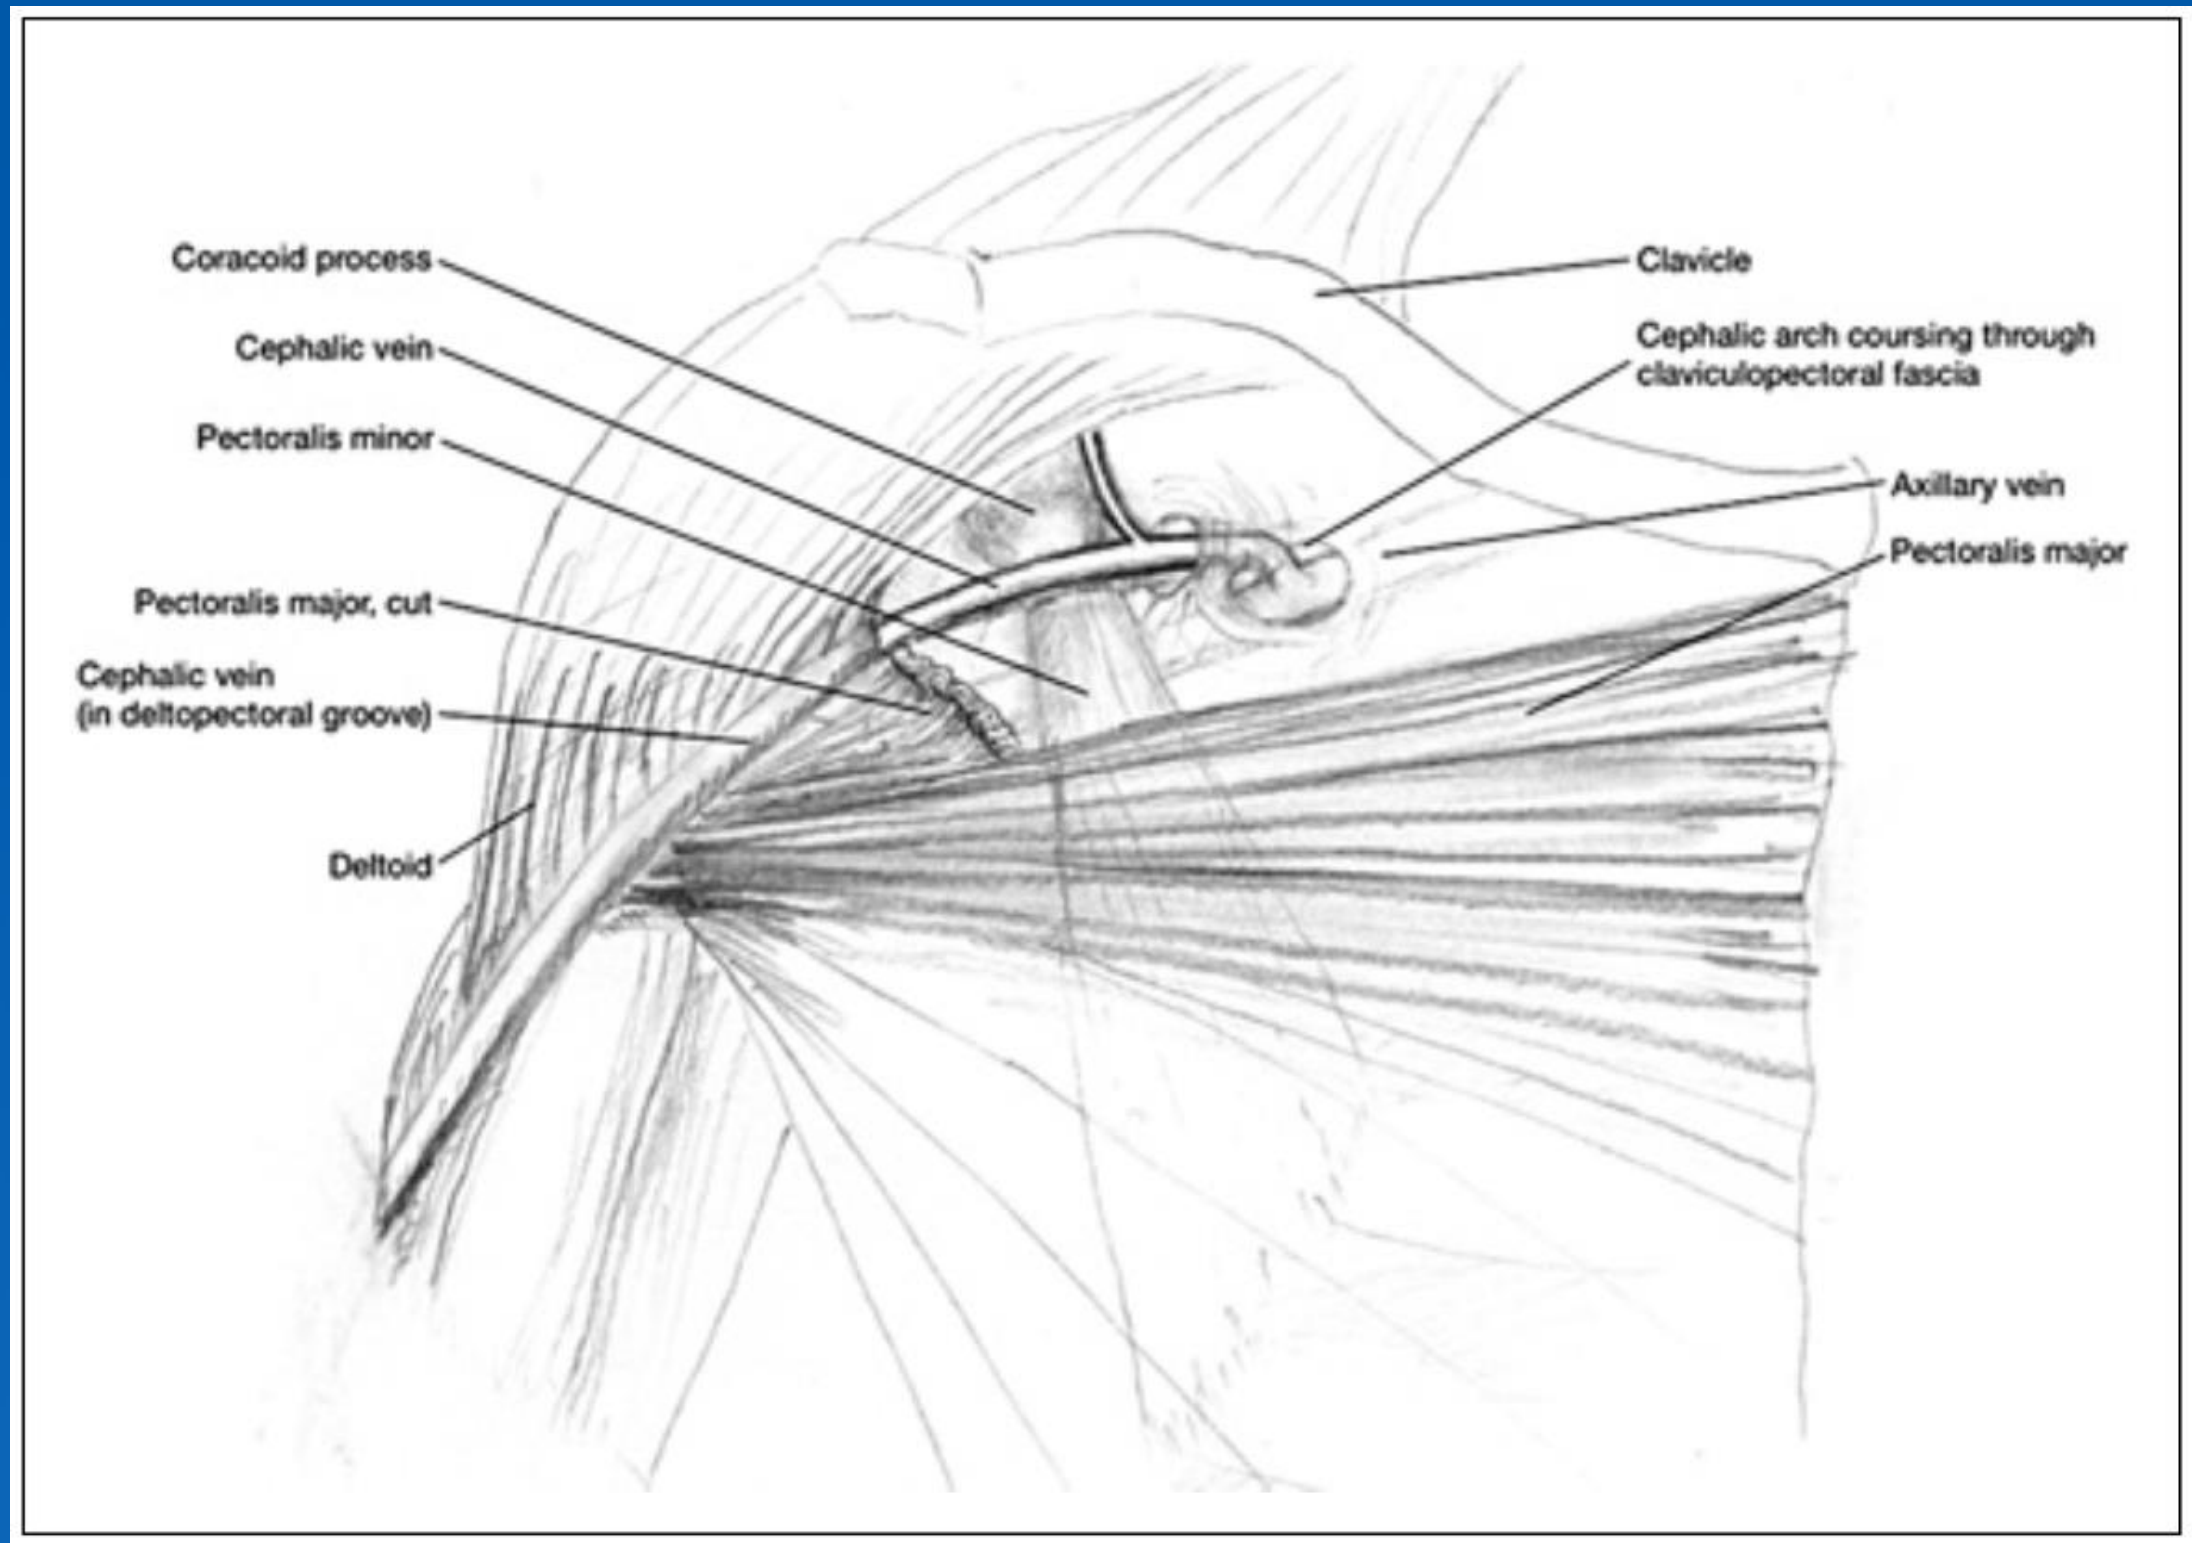 Coracoid process
Cephalic vein
Pectoralis minor
Pectoralis major, cut
Cephalic vein
(in deltopectoral groove)
Deltoid
Clavicle
Cephalic arch coursing through
claviculopectoral fascia
Axillary vein
Pectoralis major